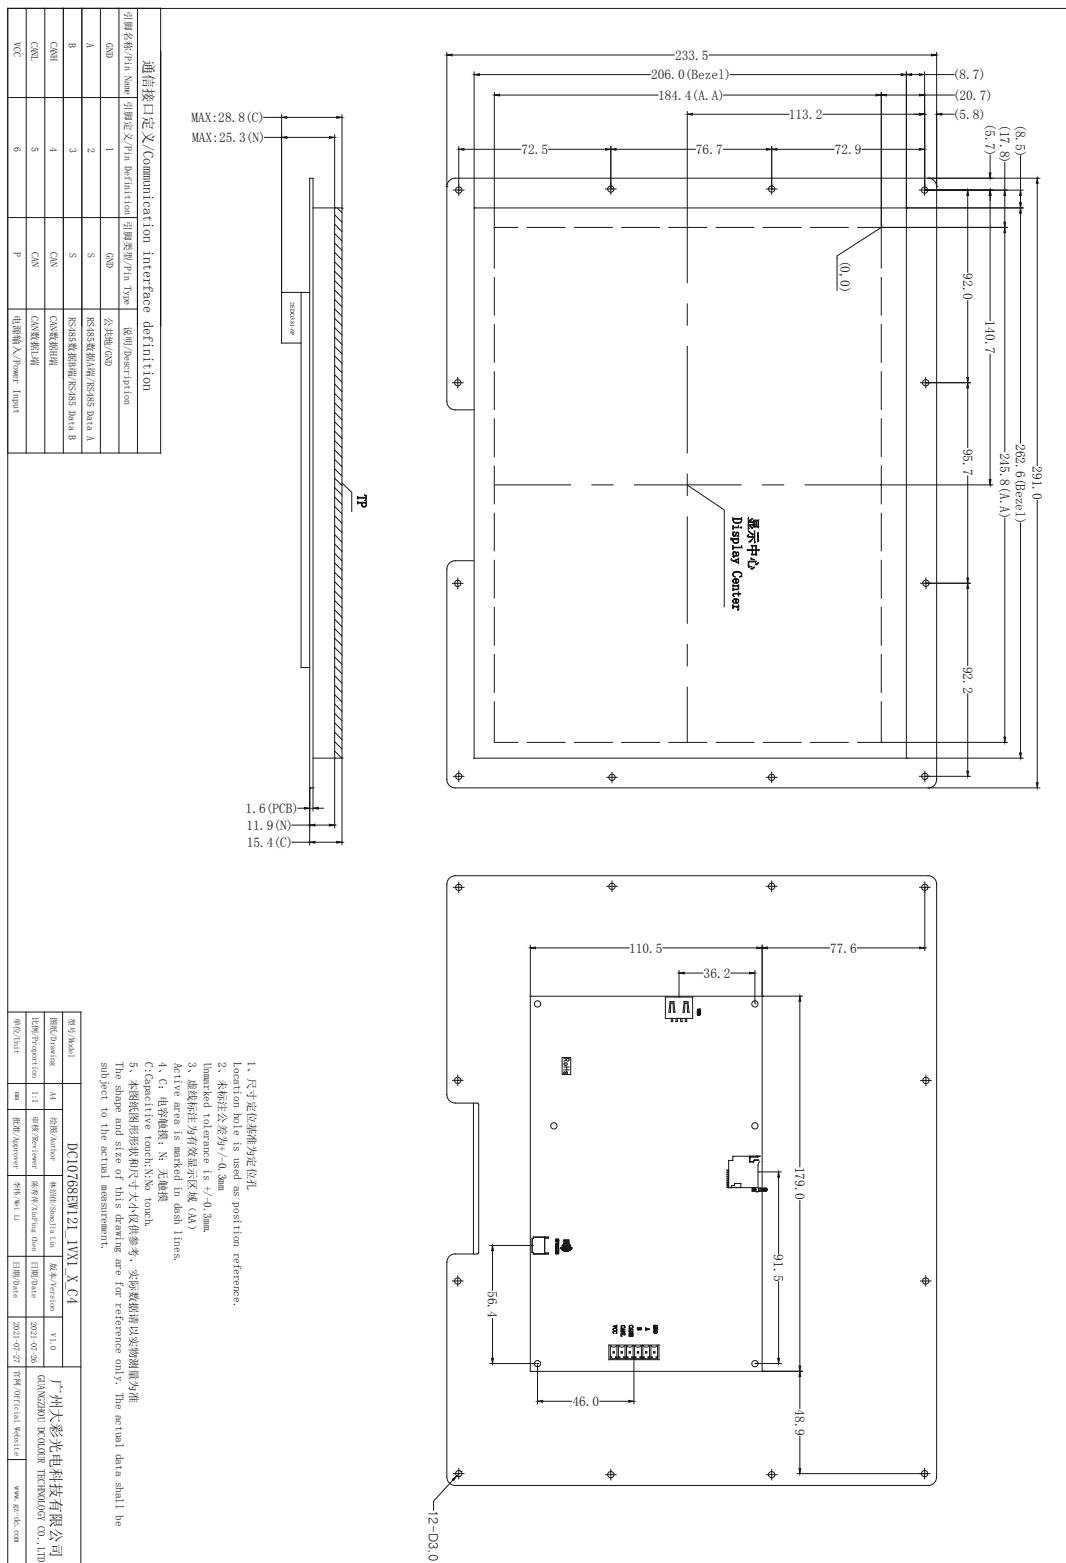 291.0
262.6(Bezel)
245.8(A.A)
140.7
92.0
95.7
92.2
(8.5)
(17.8)
(5.7)
233.5
206.0(Bezel)
184.4(A.A)
113.2
(8.7)
(20.7)
(5.8)
72.5
76.7
72.9
(0,0)
显示中心
Display Center
MAX:28.8(C)
MAX:25.3(N)
TP
1.6(PCB)
11.9(N)
15.4(C)
110.5
77.6
36.2
179.0
91.5
56.4
46.0
48.9
12-D3.0
RoHS
GND
A
B
CANH
CANL
VCC
通信接口定义/Communication interface definition
引脚名称/Pin Name 引脚定义/Pin Definition 引脚类型/Pin Type 说明/Description
GND 1 GND 公共地/GND
A 2 S RS485数据A端/RS485 Data A
B 3 S RS485数据B端/RS485 Data B
CANH 4 CAN CAN数据H端
CANL 5 CAN CAN数据L端
VCC 6 P 电源输入/Power Input
1、尺寸定位基准为定位孔
Location hole is used as position reference.
2、未标注公差为+/-0.3mm
Unmarked tolerance is +/-0.3mm.
3、虚线标注为有效显示区域 (AA)
Active area is marked in dash lines.
4、C: 电容触摸; N: 无触摸
C:Capacitive touch;N:No touch.
5、本图纸图形形状和尺寸大小仅供参考, 实际数据请以实物测量为准
The shape and size of this drawing are for reference only. The actual data shall be
subject to the actual measurement.
型号/Model DC10768EW121_1VX1_X_C4
图纸/Drawing A4 绘图/Author ShaoJia Lin 版本/Version V1.0
比例/Proportion 1:1 审核/Reviewer XiuPing Chen 日期/Date 2021-07-26
单位/Unit mm 批准/Approver 李伟/Wei Li 日期/Date 2021-07-27
广州大彩光电科技有限公司
GUANGZHOU DCOLOUR TECHNOLOGY CO.,LTD
官网/Official Website www.gz-dc.com